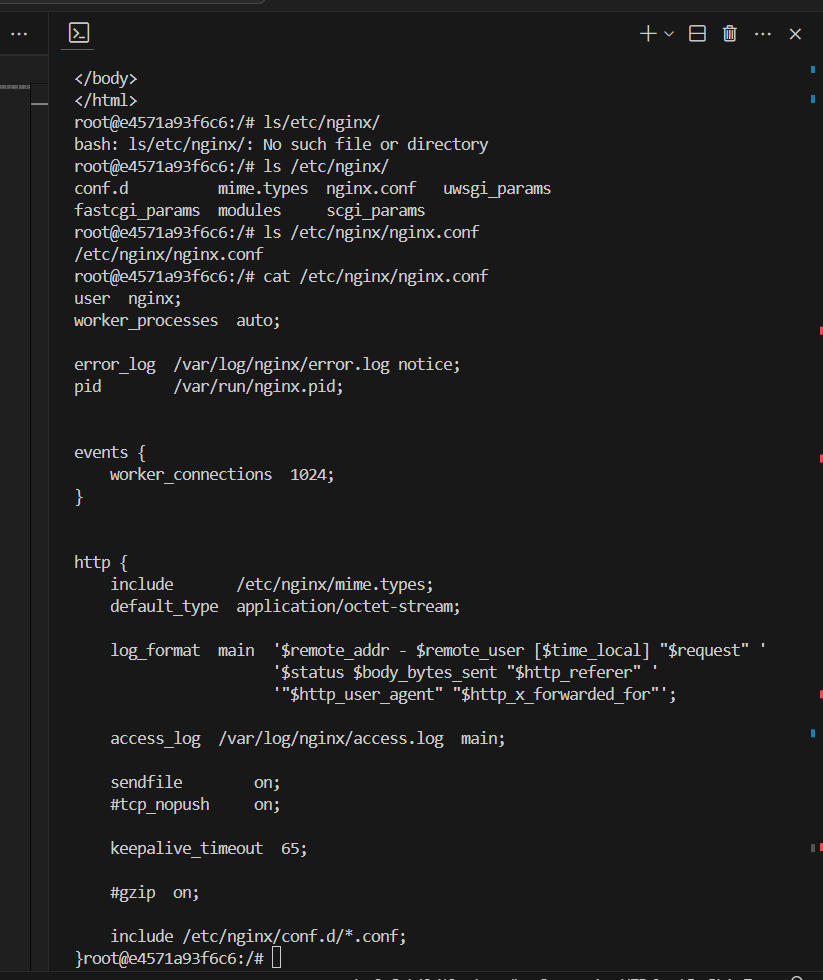 </body>
</html>
root@e4571a93f6c6:/# ls/etc/nginx/
bash: ls/etc/nginx/: No such file or directory
root@e4571a93f6c6:/# ls /etc/nginx/
conf.d          mime.types  nginx.conf   uwsgi_params
fastcgi_params  modules     scgi_params
root@e4571a93f6c6:/# ls /etc/nginx/nginx.conf
/etc/nginx/nginx.conf
root@e4571a93f6c6:/# cat /etc/nginx/nginx.conf
user  nginx;
worker_processes  auto;

error_log  /var/log/nginx/error.log notice;
pid        /var/run/nginx.pid;


events {
    worker_connections  1024;
}


http {
    include       /etc/nginx/mime.types;
    default_type  application/octet-stream;

    log_format  main  '$remote_addr - $remote_user [$time_local] "$request" '
                      '$status $body_bytes_sent "$http_referer" '
                      '"$http_user_agent" "$http_x_forwarded_for"';

    access_log  /var/log/nginx/access.log  main;

    sendfile        on;
    #tcp_nopush     on;

    keepalive_timeout  65;

    #gzip  on;

    include /etc/nginx/conf.d/*.conf;
}root@e4571a93f6c6:/#